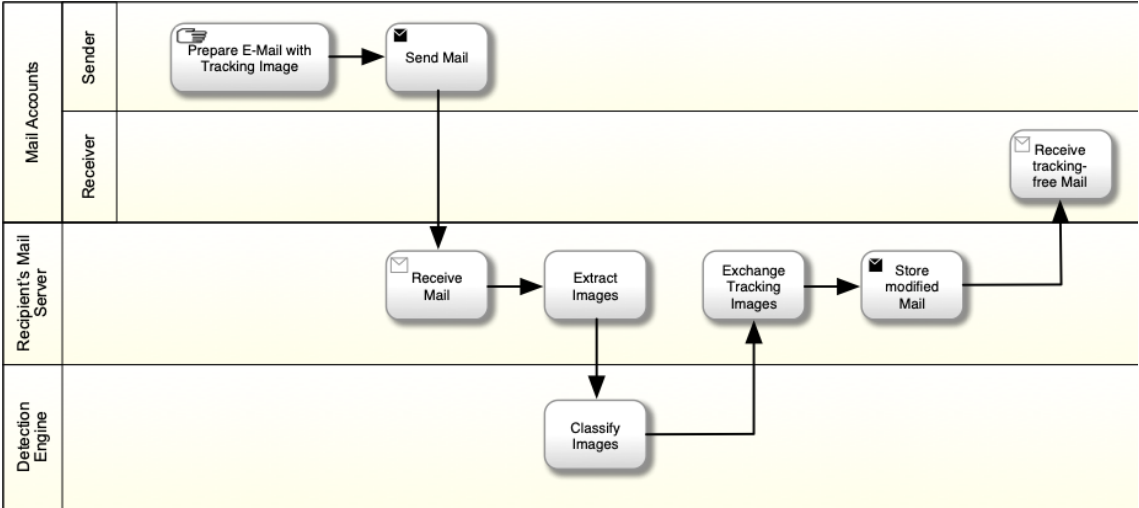 Mail Accounts
Sender
Prepare E-Mail with
Tracking Image
Send Mail
Receiver
Receive
tracking-
free Mail
Recipient's Mail
Server
Receive
Mail
Extract
Images
Exchange
Tracking
Images
Store
modified
Mail
Detection
Engine
Classify
Images